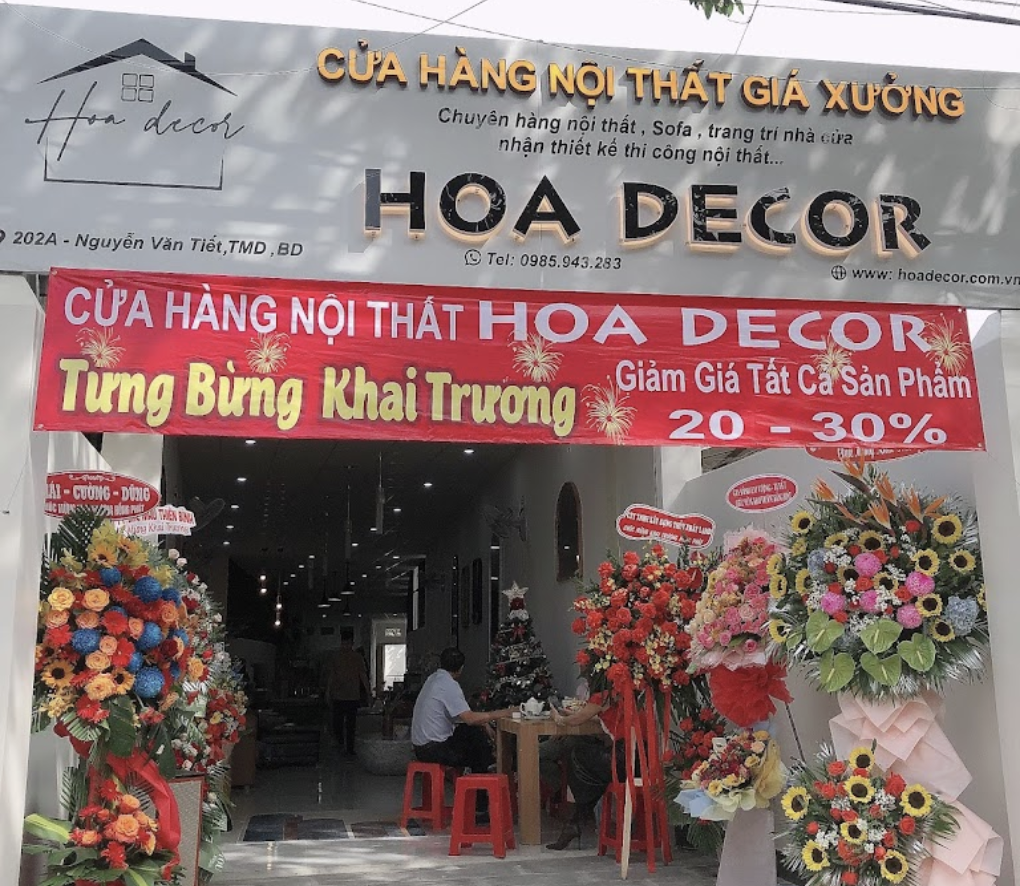 Hoa decor
CỬA HÀNG NỘI THẤT GIÁ XƯỞNG
Chuyên hàng nội thất , Sofa , trang trí nhà cửa
nhận thiết kế thi công nội thất...
HOA DECOR
202A - Nguyễn Văn Tiết,TMD ,BD
Tel: 0985.943.283
www: hoadecor.com.vn
CỬA HÀNG NỘI THẤT HOA DECOR
Tưng Bừng Khai Trương
Giảm Giá Tất Cả Sản Phẩm
20 - 30%
- CƯỜNG - DŨNG